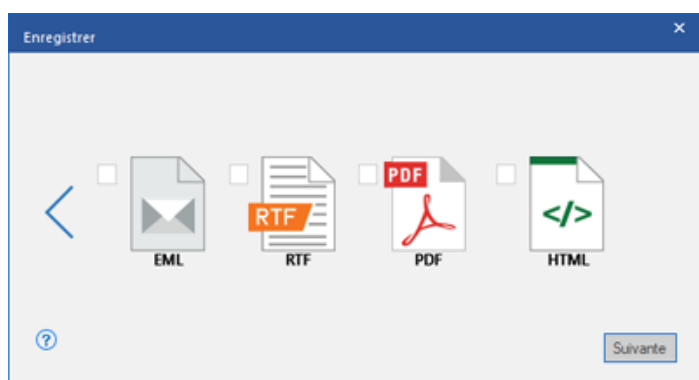 Enregistrer
×
PDF
RTF
</>
EML RTF PDF HTML
?
Suivante